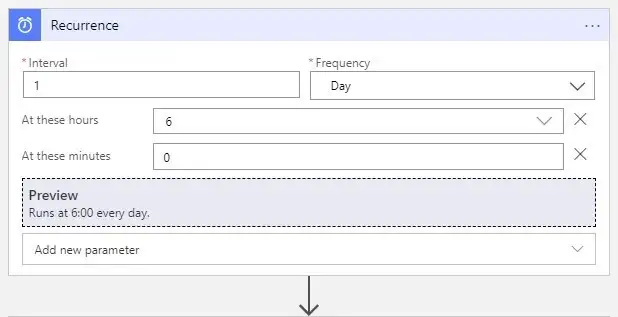 Recurrence
* Interval
* Frequency
1
Day
At these hours
6
At these minutes
0
Preview
Runs at 6:00 every day.
Add new parameter